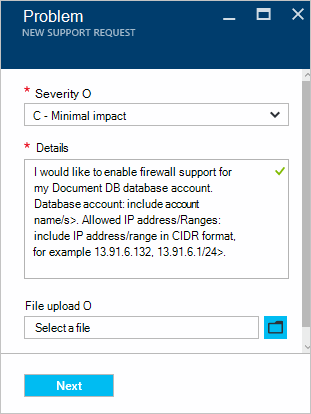 Problem
NEW SUPPORT REQUEST
* Severity O
C - Minimal impact
* Details
I would like to enable firewall support for
my Document DB database account.
Database account: include account
name/s>. Allowed IP address/Ranges:
include IP address/range in CIDR format,
for example 13.91.6.132, 13.91.6.1/24>.
File upload O
Select a file
Next